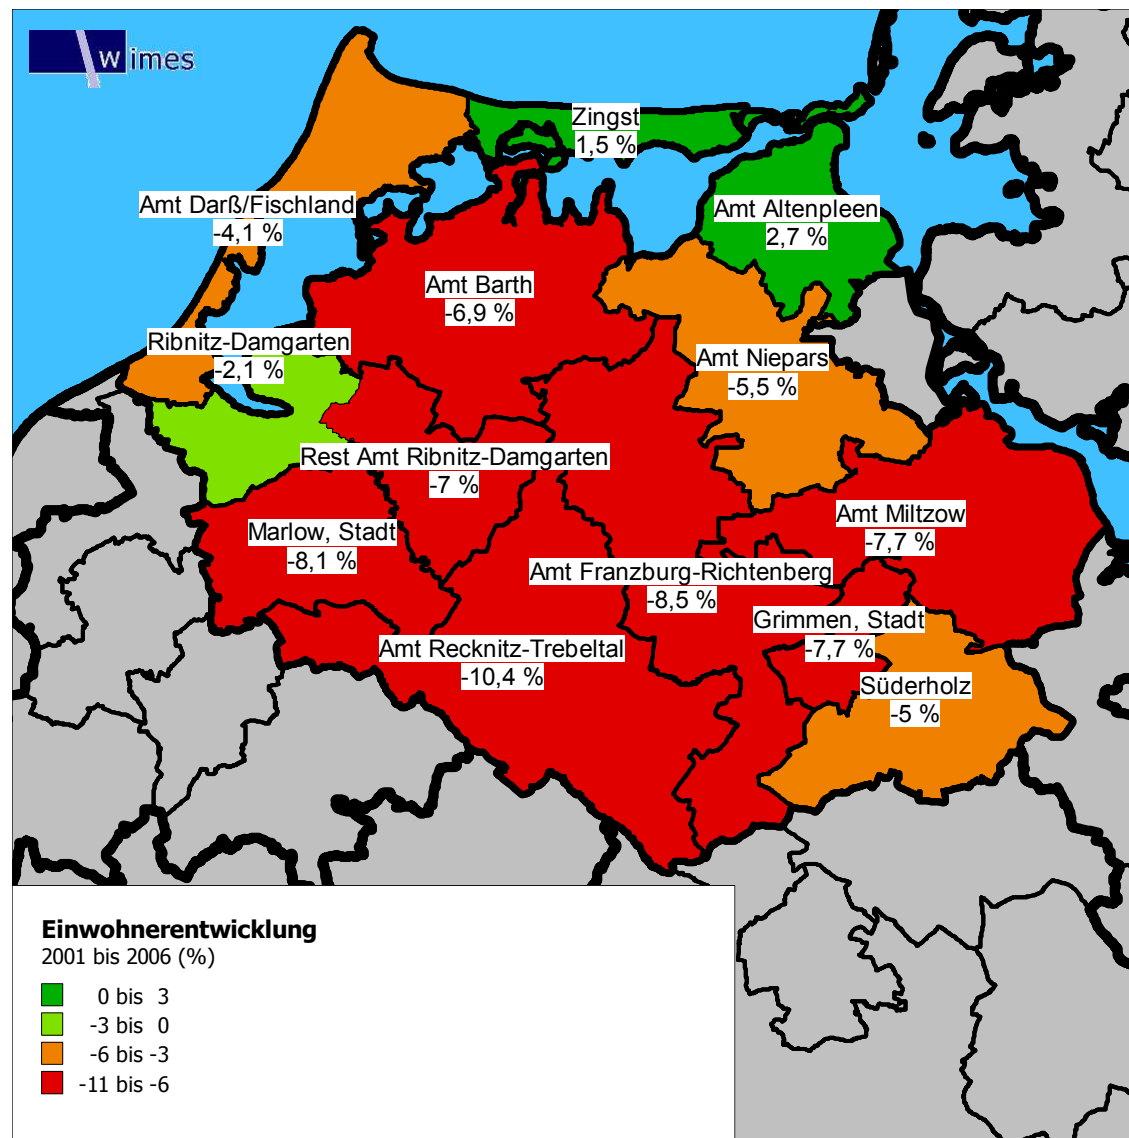 wimes
Zingst
1,5 %
Amt Darß/Fischland
-4,1 %
Amt Altenpleen
2,7 %
Amt Barth
-6,9 %
Ribnitz-Damgarten
-2,1 %
Amt Niepars
-5,5 %
Rest Amt Ribnitz-Damgarten
-7 %
Marlow, Stadt
-8,1 %
Amt Miltzow
-7,7 %
Amt Franzburg-Richtenberg
-8,5 %
Grimmen, Stadt
-7,7 %
Amt Recknitz-Trebeltal
-10,4 %
Süderholz
-5 %
Einwohnerentwicklung
2001 bis 2006 (%)
0 bis 3
-3 bis 0
-6 bis -3
-11 bis -6